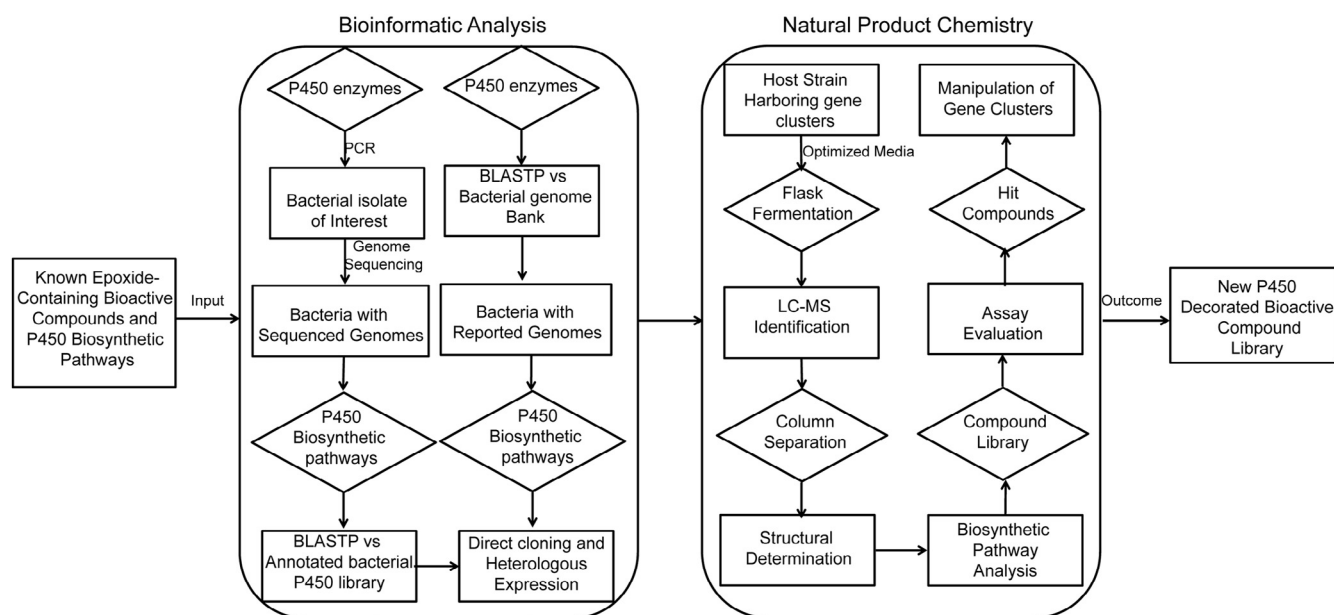 Bioinformatic Analysis
Natural Product Chemistry
Known Epoxide-
Containing Bioactive
Compounds and
P450 Biosynthetic
Pathways
Input
P450 enzymes
PCR
Bacterial isolate
of Interest
Genome
Sequencing
Bacteria with
Sequenced Genomes
P450
Biosynthetic
pathways
BLASTP vs
Annotated bacterial
P450 library
P450 enzymes
BLASTP vs
Bacterial genome
Bank
Bacteria with
Reported Genomes
P450
Biosynthetic
pathways
Direct cloning and
Heterologous
Expression
Host Strain
Harboring gene
clusters
Optimized Media
Flask
Fermentation
LC-MS
Identification
Column
Separation
Structural
Determination
Biosynthetic
Pathway
Analysis
Compound
Library
Assay
Evaluation
Hit
Compounds
Manipulation of
Gene Clusters
Outcome
New P450
Decorated Bioactive
Compound
Library